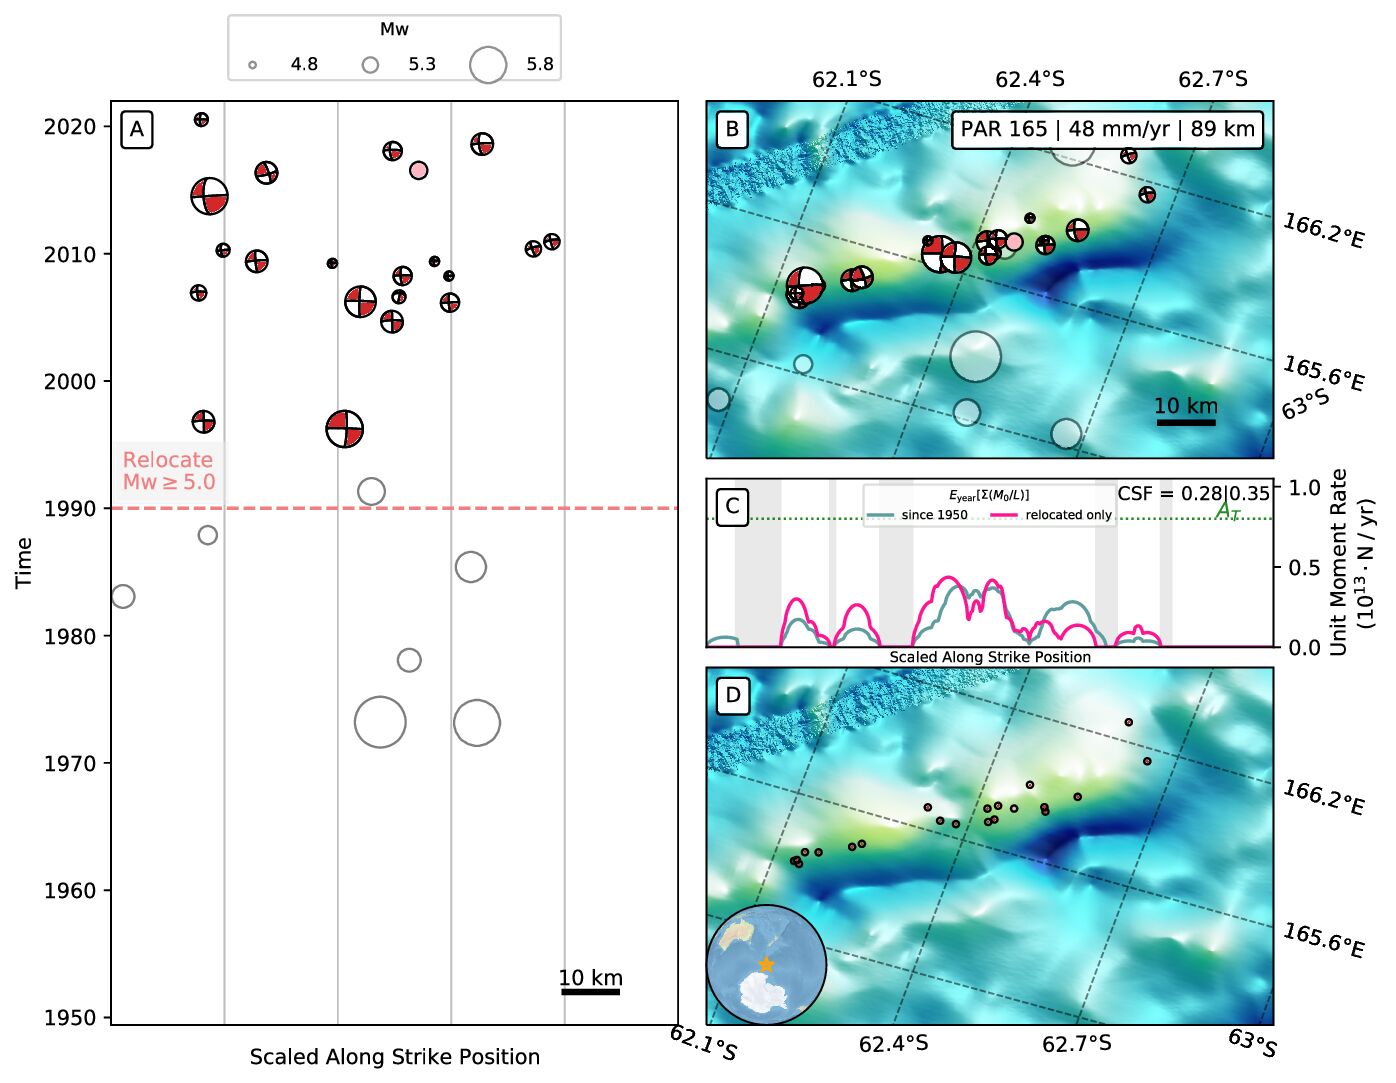 Mw
4.8 5.3 5.8
A
2020
2010
2000
1990
1980
1970
1960
1950
Time
Relocate
Mw ≥ 5.0
10 km
Scaled Along Strike Position
62.1°S 62.4°S 62.7°S
B
PAR 165 | 48 mm/yr | 89 km
166.2°E
165.6°E
63°S
10 km
C
E_year[Σ(M₀/L)]
since 1950 relocated only
CSF = 0.28|0.35
A_T
1.0
0.5
0.0
Unit Moment Rate
(10¹³ · N / yr)
Scaled Along Strike Position
D
166.2°E
165.6°E
62.1°S 62.4°S 62.7°S 63°S